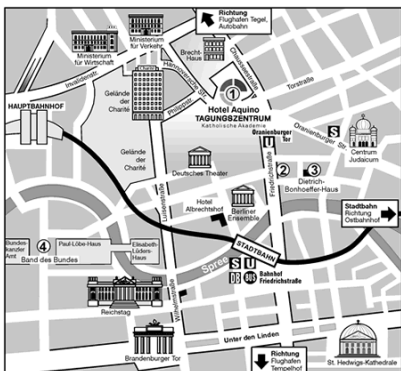 Richtung
Flughafen Tegel,
Autobahn
Ministerium
für Verkehr
Ministerium
für Wirtschaft
Brecht-
Haus
Chausseestraße
Invalidenstr.
Hannoversche Str.
Torstraße
Gelände
der
Charité
Philippstr.
1
Hotel Aquino
TAGUNGSZENTRUM
Katholische Akademie
HAUPTBAHNHOF
Oranienburger
Tor
U
Oranienburger Str.
S
Centrum
Judaicum
Gelände
der
Charité
Deutsches Theater
Friedrichstraße
2
3
Dietrich-
Bonhoeffer-Haus
Luisenstraße
Hotel
Albrechtshof
Berliner
Ensemble
Stadtbahn
Richtung
Ostbahnhof
Bundes-
kanzler
Amt
4
Paul-Löbe-Haus
Elisabeth-
Lüders-
Haus
Band des Bundes
STADTBAHN
Spree
S U
DB BUS
Bahnhof
Friedrichstraße
Reichstag
Wilhelmstraße
Unter den Linden
Brandenburger Tor
Richtung
Flughafen
Tempelhof
St. Hedwigs-Kathedrale